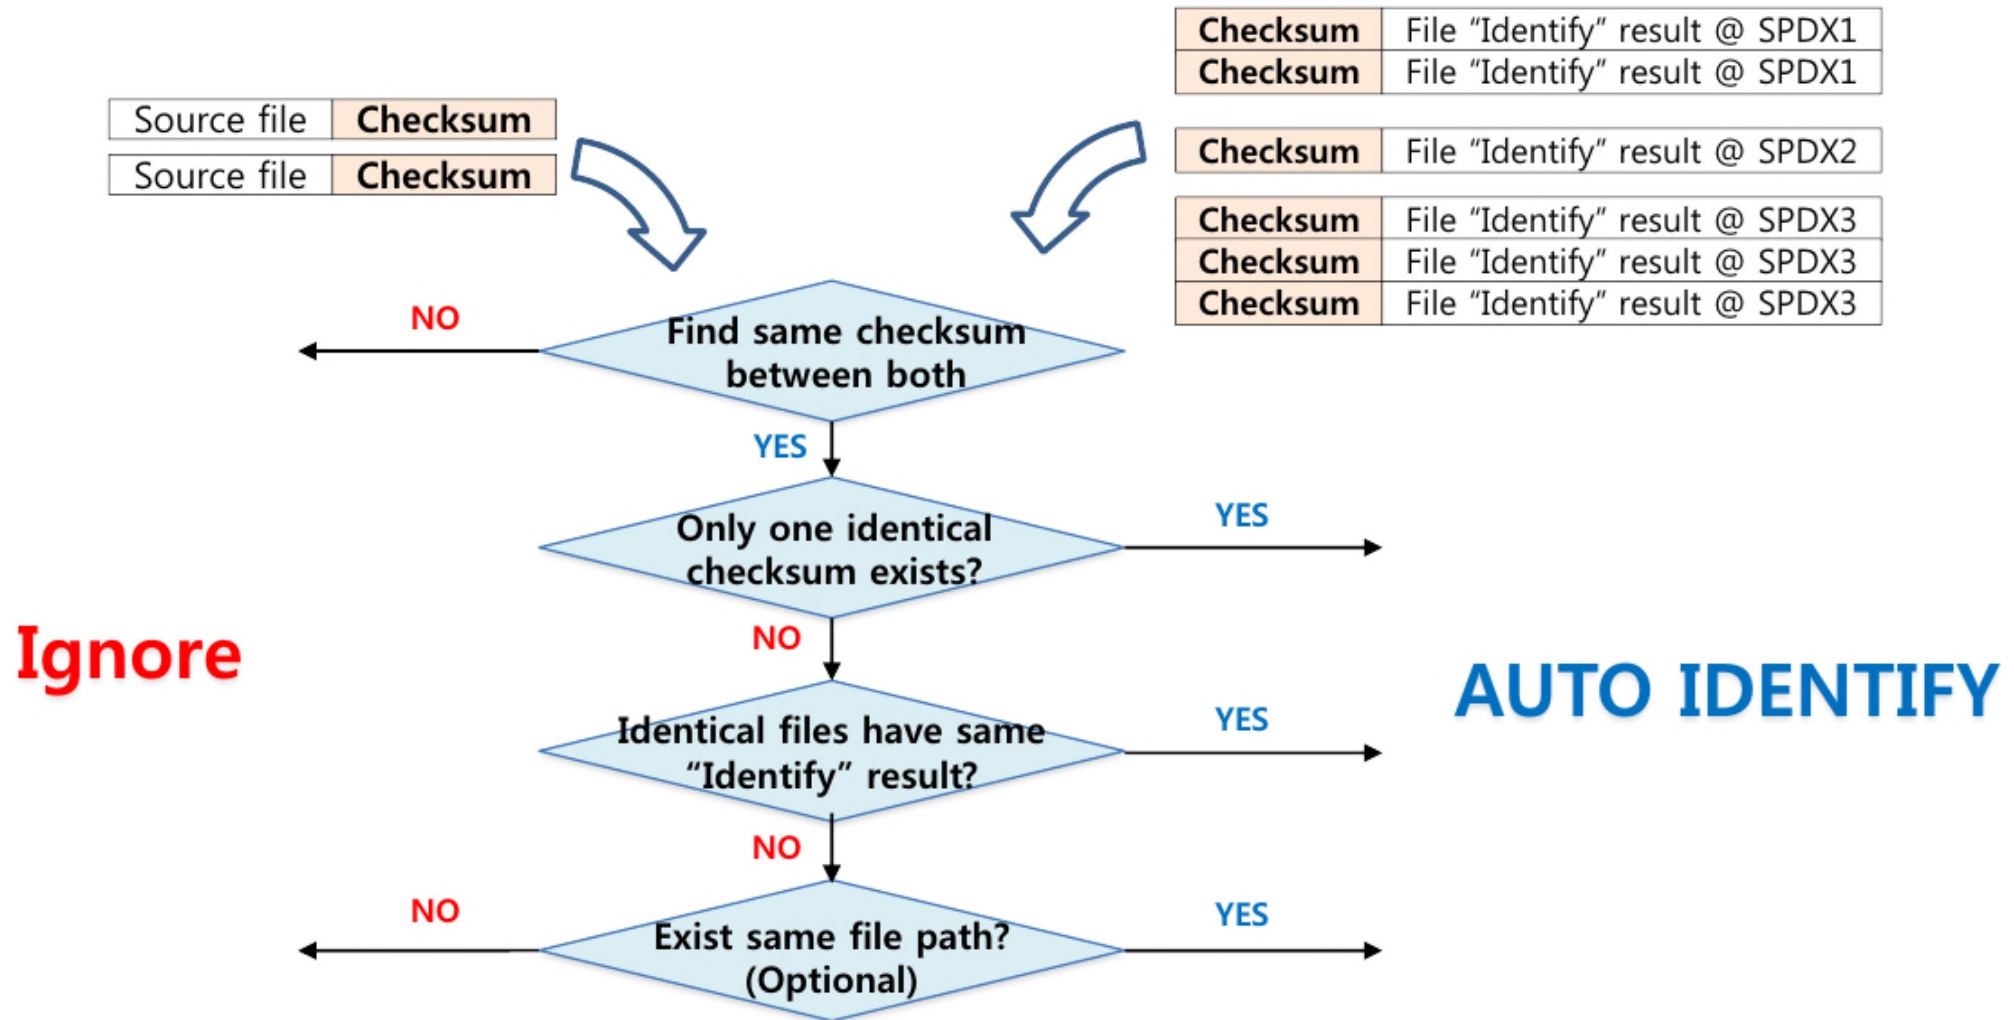 Checksum File “Identify” result @ SPDX1
Checksum File “Identify” result @ SPDX1
Source file Checksum
Source file Checksum
Checksum File “Identify” result @ SPDX2
Checksum File “Identify” result @ SPDX3
Checksum File “Identify” result @ SPDX3
Checksum File “Identify” result @ SPDX3
NO
Find same checksum
between both
YES
Only one identical
checksum exists?
YES
NO
Ignore
AUTO IDENTIFY
Identical files have same
“Identify” result?
YES
NO
NO
Exist same file path?
(Optional)
YES